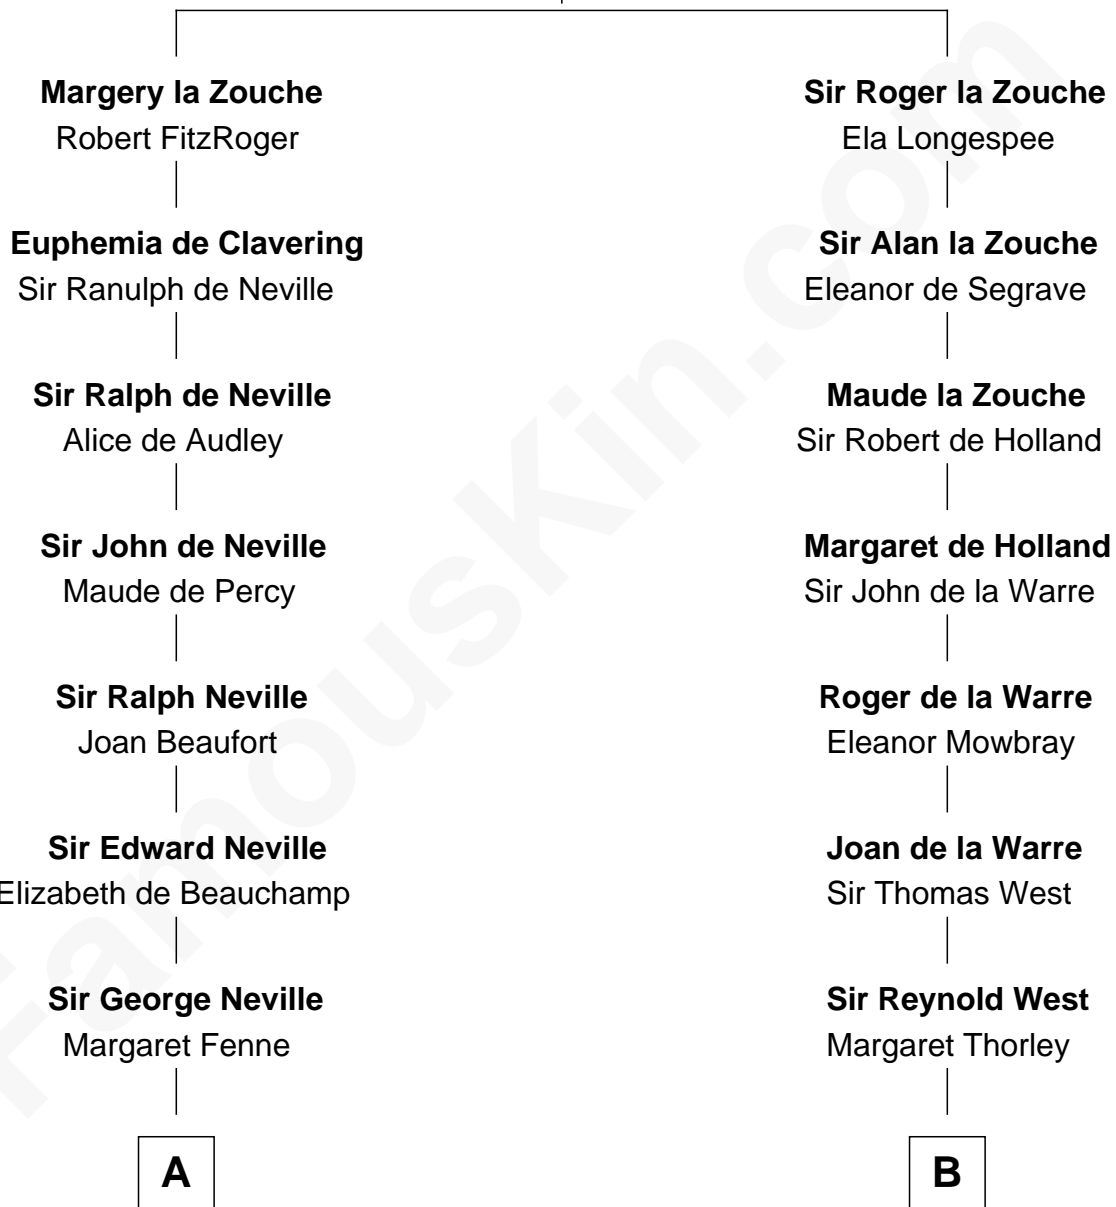 Margery la Zouche
Robert FitzRoger
Euphemia de Clavering
Sir Ranulph de Neville
Sir Ralph de Neville
Alice de Audley
Sir John de Neville
Maude de Percy
Sir Ralph Neville
Joan Beaufort
Sir Edward Neville
Elizabeth de Beauchamp
Sir George Neville
Margaret Fenne
A
Sir Roger la Zouche
Ela Longespee
Sir Alan la Zouche
Eleanor de Segrave
Maude la Zouche
Sir Robert de Holland
Margaret de Holland
Sir John de la Warre
Roger de la Warre
Eleanor Mowbray
Joan de la Warre
Sir Thomas West
Sir Reynold West
Margaret Thorley
B
FamousKin.com